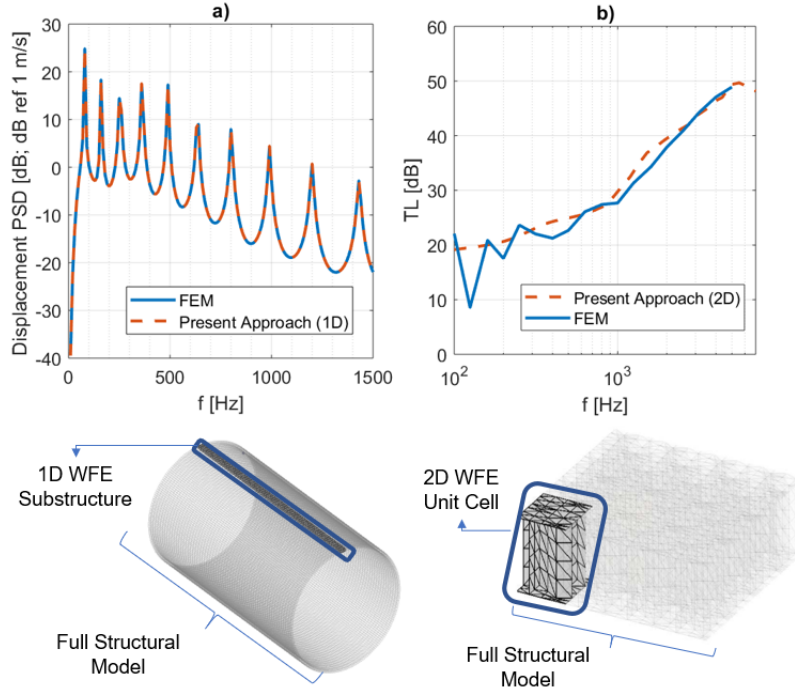 a)
30
20
10
0
-10
-20
-30
-40
Displacement PSD [dB; dB ref 1 m/s]
FEM
Present Approach (1D)
0
500
1000
1500
f [Hz]
b)
60
50
40
30
20
10
0
TL [dB]
Present Approach (2D)
FEM
10^2
10^3
f [Hz]
1D WFE
Substructure
Full Structural
Model
2D WFE
Unit Cell
Full Structural
Model